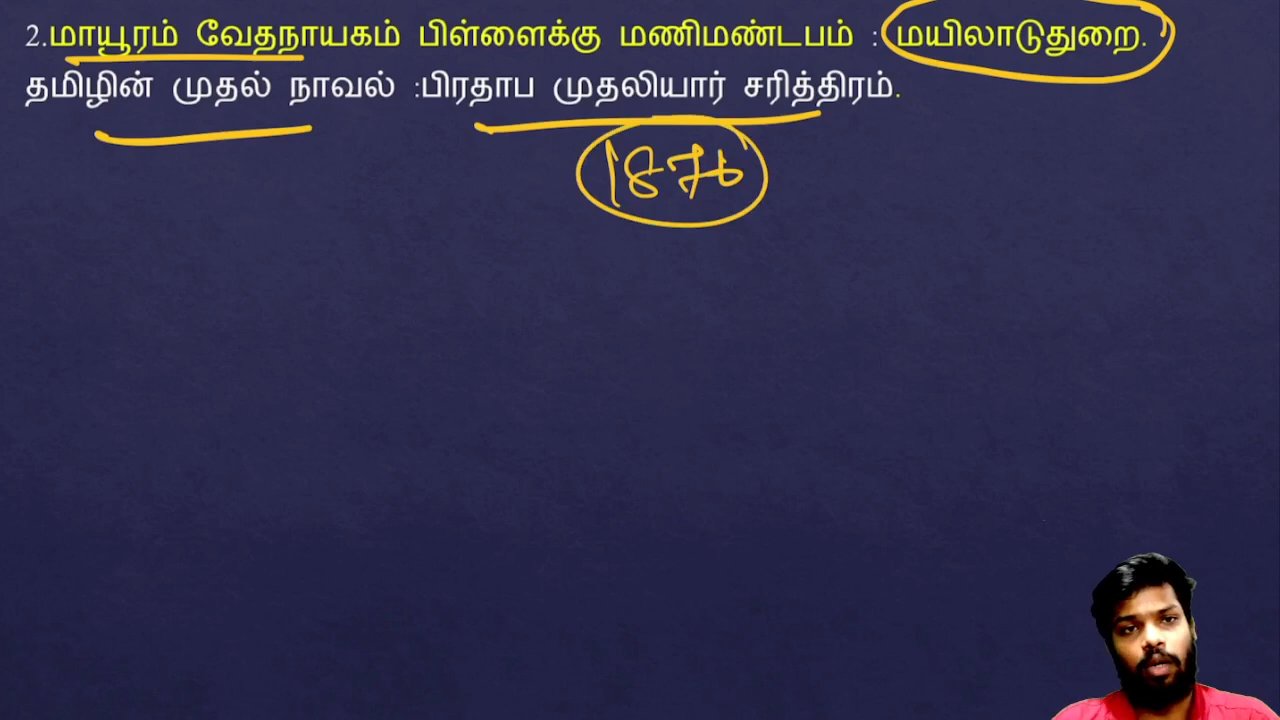 2.மாயூரம் வேதநாயகம் பிள்ளைக்கு மணிமண்டபம் : மயிலாடுதுறை.
தமிழின் முதல் நாவல் :பிரதாப முதலியார் சரித்திரம்.
1876